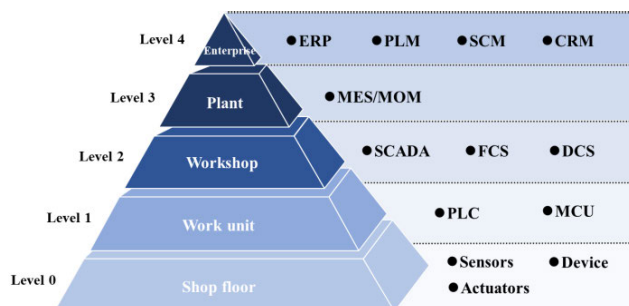 Level 4 Enterprise ● ERP ● PLM ● SCM ● CRM
Level 3 Plant ● MES/MOM
Level 2 Workshop ● SCADA ● FCS ● DCS
Level 1 Work unit ● PLC ● MCU
Level 0 Shop floor ● Sensors ● Device
● Actuators